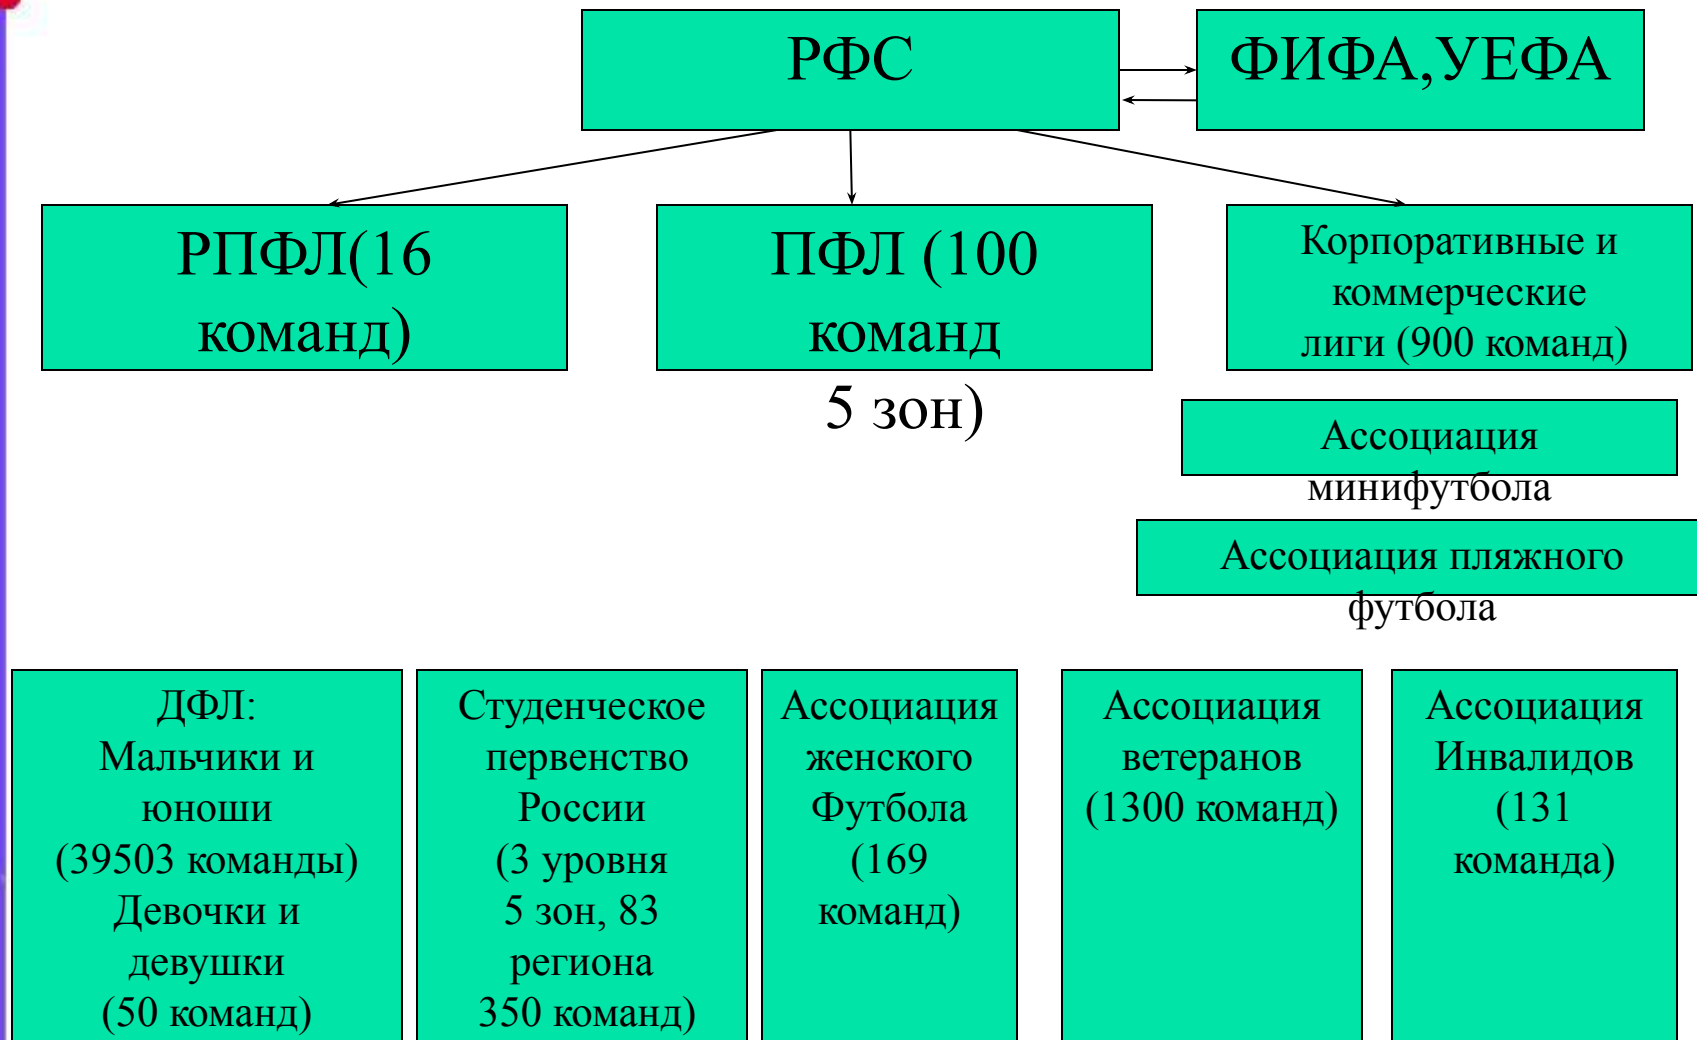 РФС
ФИФА,УЕФА
РПФЛ(16
команд)
ПФЛ (100
команд
5 зон)
Корпоративные и
коммерческие
лиги (900 команд)
Ассоциация
минифутбола
Ассоциация пляжного
футбола
ДФЛ:
Мальчики и
юноши
(39503 команды)
Девочки и
девушки
(50 команд)
Студенческое
первенство
России
(3 уровня
5 зон, 83
региона
350 команд)
Ассоциация
женского
Футбола
(169
команд)
Ассоциация
ветеранов
(1300 команд)
Ассоциация
Инвалидов
(131
команда)